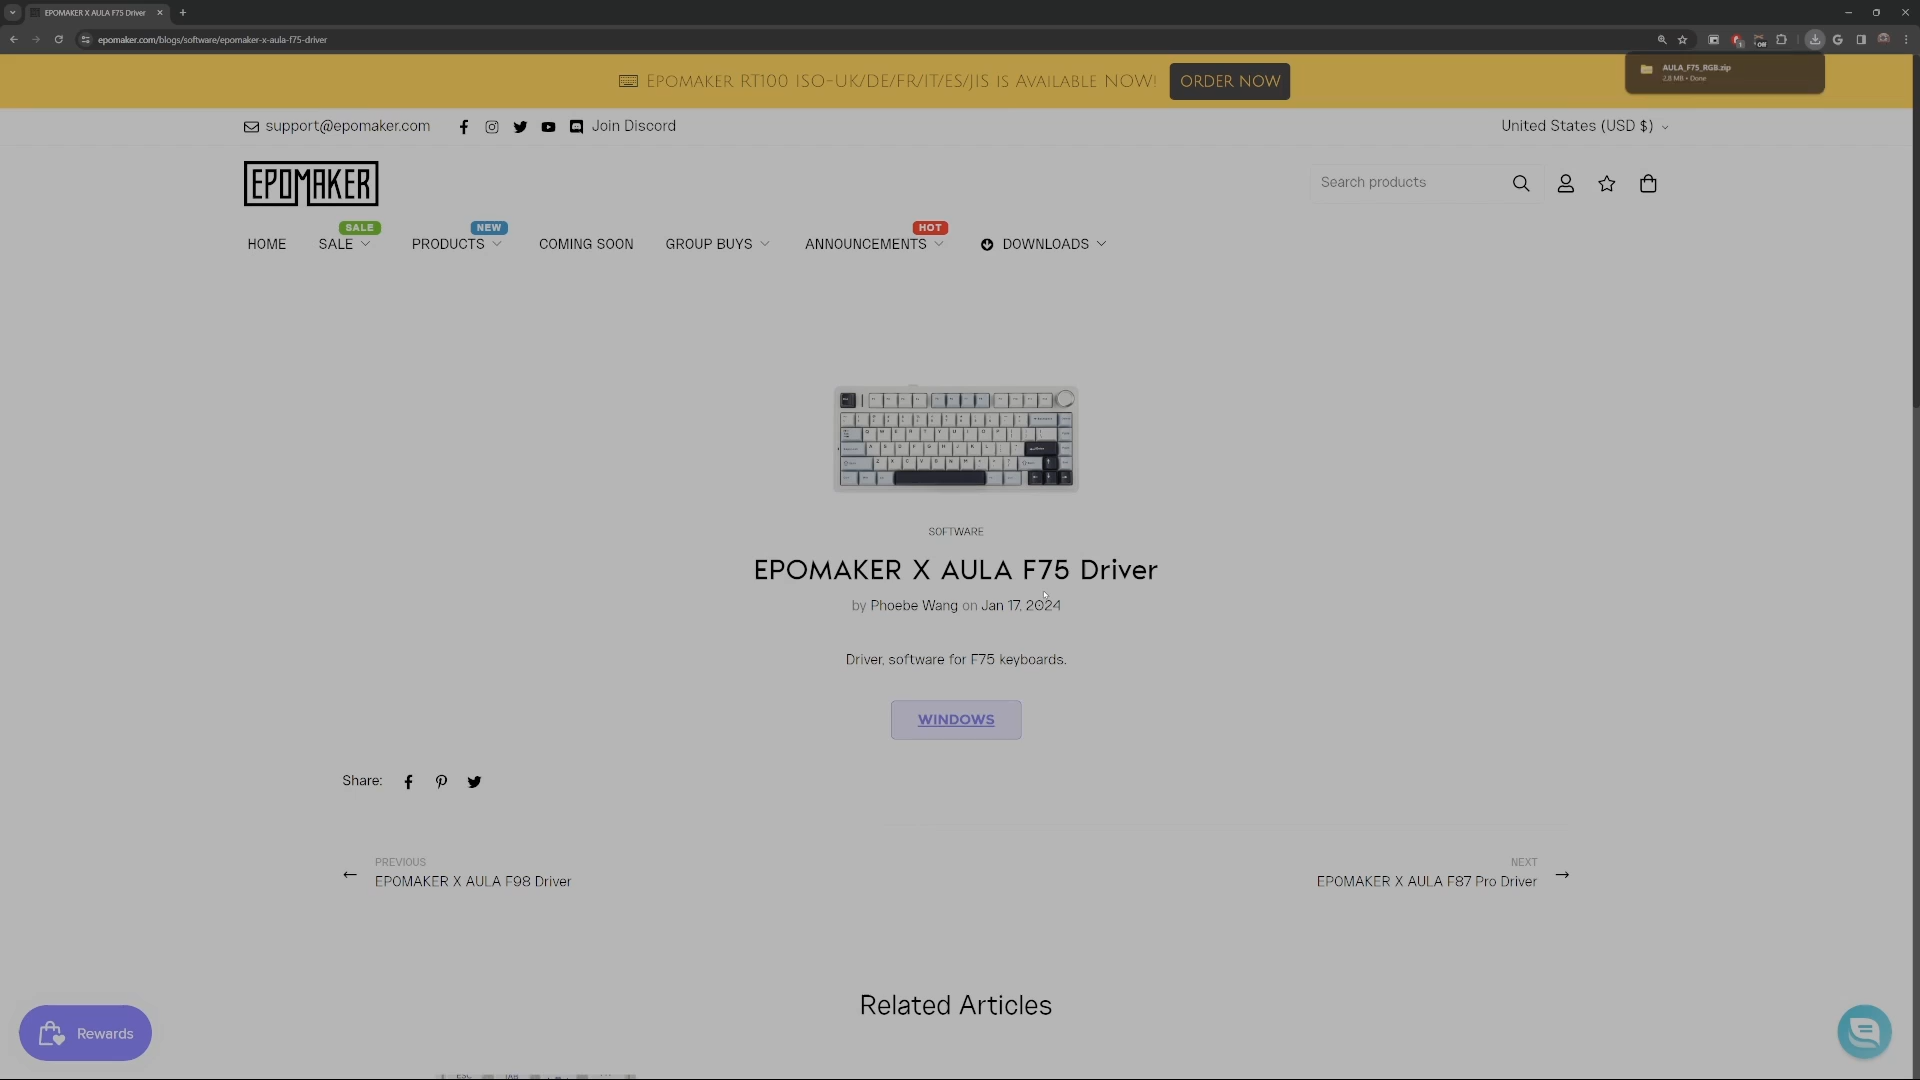 EPOMAKER X AULA F75 Driver
epomaker.com/blogs/software/epomaker-x-aula-f75-driver
EPOMAKER RT100 ISO-UK/DE/FR/IT/ES/JIS IS AVAILABLE NOW!
ORDER NOW
AULA_F75_RGB.zip
2.8 MB • Done
support@epomaker.com
Join Discord
United States (USD $)
EPOMAKER
Search products
SALE
NEW
HOT
HOME
SALE
PRODUCTS
COMING SOON
GROUP BUYS
ANNOUNCEMENTS
DOWNLOADS
SOFTWARE
EPOMAKER X AULA F75 Driver
by Phoebe Wang on Jan 17, 2024
Driver, software for F75 keyboards.
WINDOWS
Share:
PREVIOUS
EPOMAKER X AULA F98 Driver
NEXT
EPOMAKER X AULA F87 Pro Driver
Related Articles
Rewards